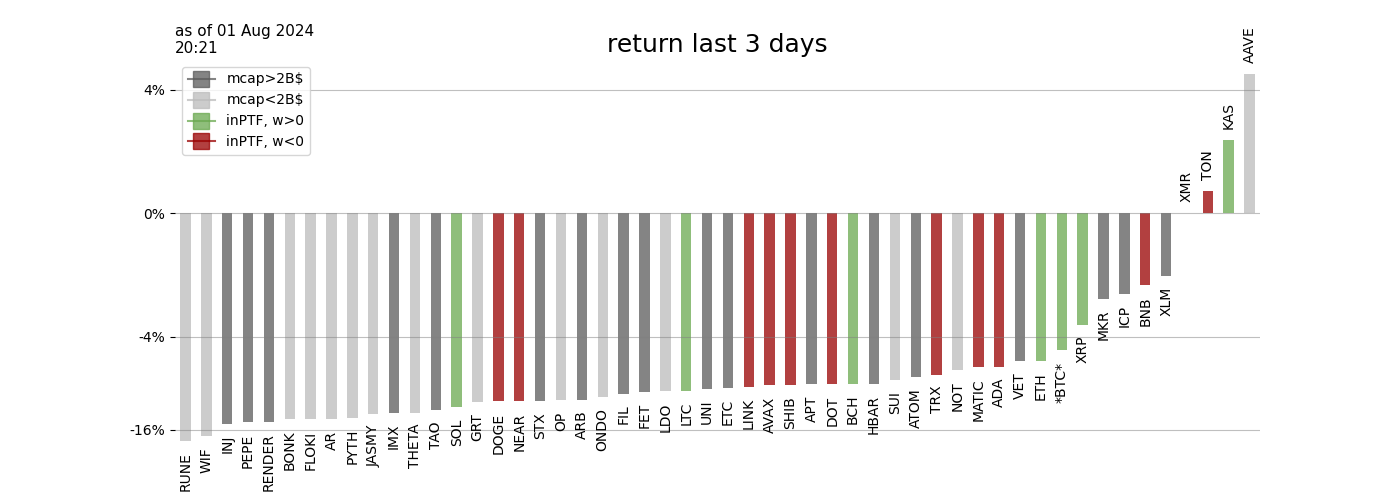 as of 01 Aug 2024
20:21
return last 3 days
mcap>2B$
mcap<2B$
inPTF, w>0
inPTF, w<0
4%
0%
-4%
-16%
RUNE
WIF
INJ
PEPE
RENDER
BONK
FLOKI
AR
PYTH
JASMY
IMX
THETA
TAO
SOL
GRT
DOGE
NEAR
STX
OP
ARB
ONDO
FIL
FET
LDO
LTC
UNI
ETC
LINK
AVAX
SHIB
APT
DOT
BCH
HBAR
SUI
ATOM
TRX
NOT
MATIC
ADA
VET
ETH
*BTC*
XRP
MKR
ICP
BNB
XLM
XMR
TON
KAS
AAVE